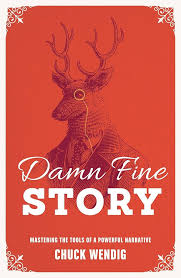 Damn Fine
STORY
MASTERING THE TOOLS OF A POWERFUL NARRATIVE
CHUCK WENDIG